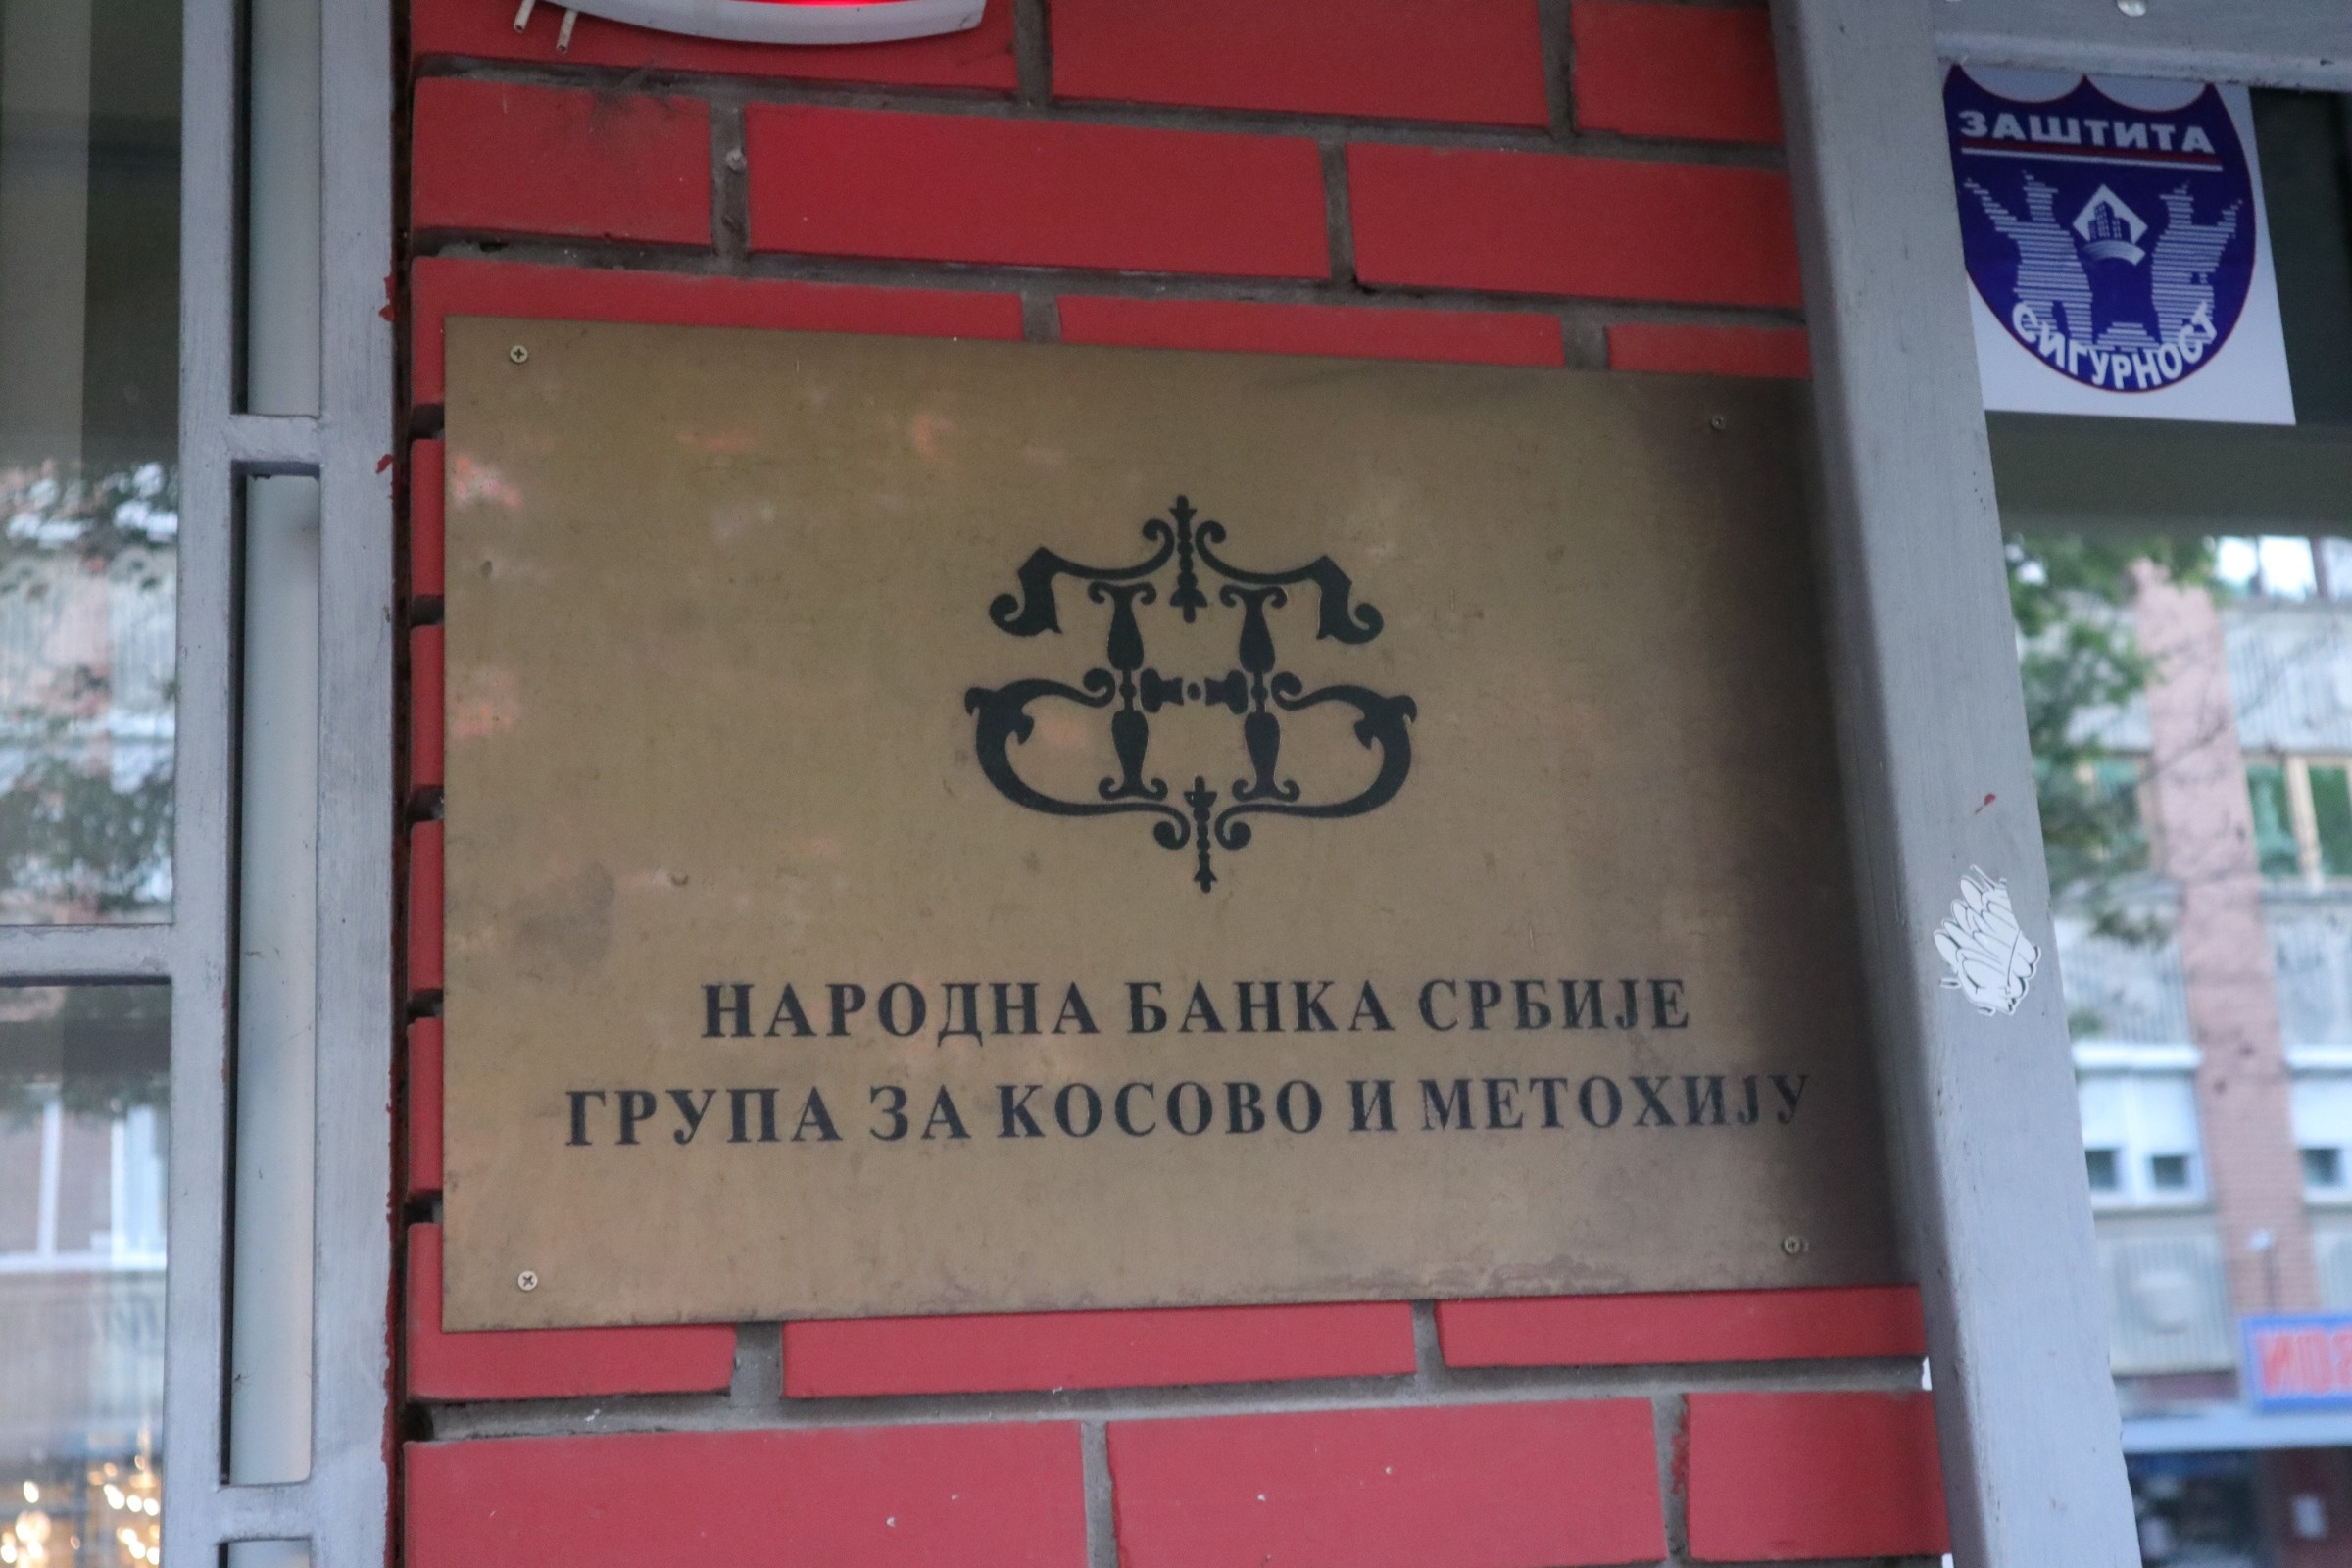 ЗАШТИТА
СИГУРНОСТ
НАРОДНА БАНКА СРБИЈЕ
ГРУПА ЗА КОСОВО И МЕТОХИЈУ